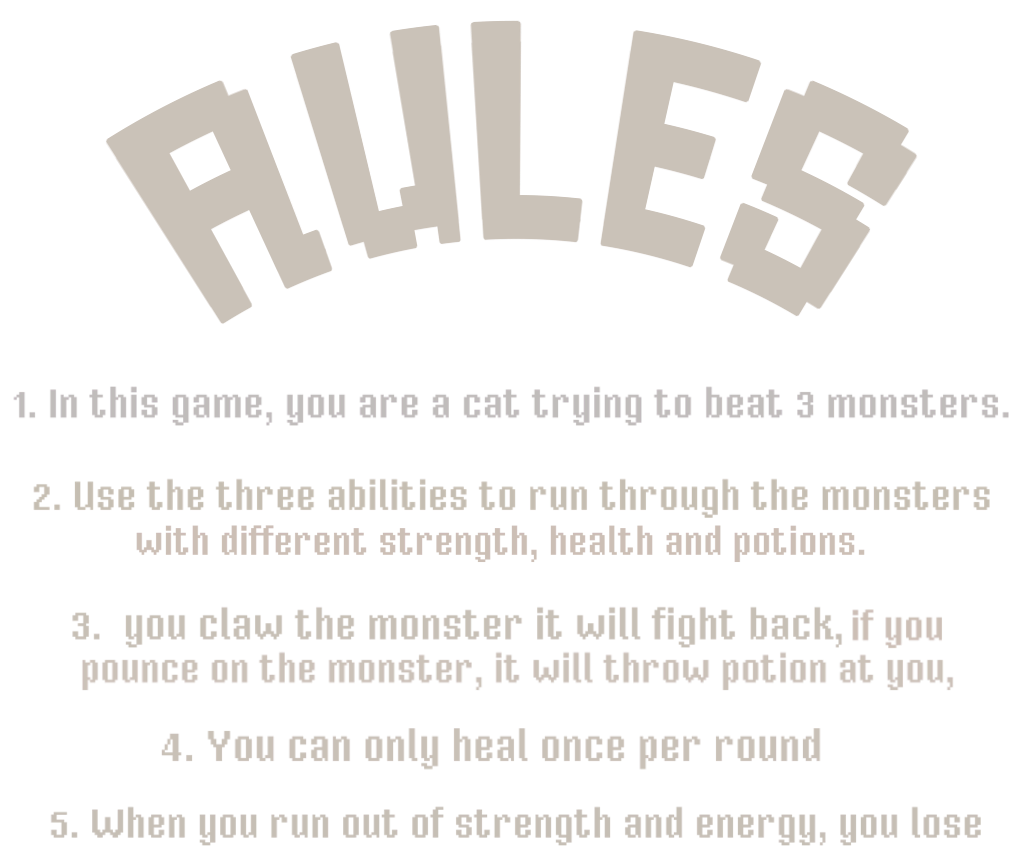 RULES
1. In this game, you are a cat trying to beat 3 monsters.
2. Use the three abilities to run through the monsters
with different strength, health and potions.
3. you claw the monster it will fight back, if you
pounce on the monster, it will throw potion at you,
4. You can only heal once per round
5. When you run out of strength and energy, you lose